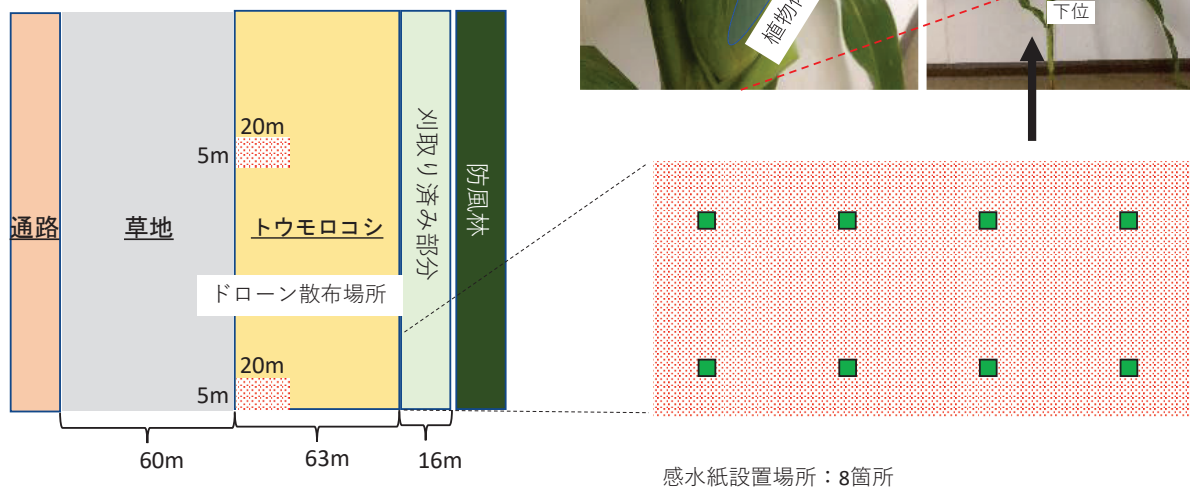 下位
20m
5m
通路
草地
トウモロコシ
刈取り済み部分
防風林
ドローン散布場所
20m
5m
60m
63m
16m
感水紙設置場所：8箇所